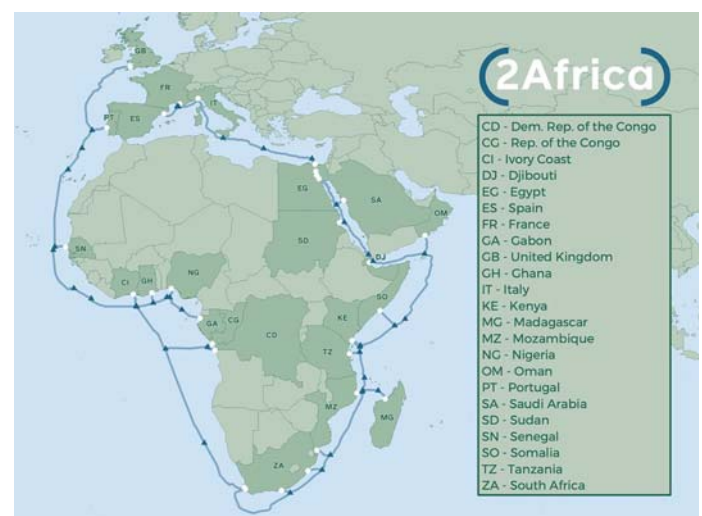 (2Africa)
GB
FR
PT
ES
IT
EG
SA
OM
SN
SD
DJ
CI
GH
NG
SO
GA
CG
CD
KE
TZ
MZ
MG
ZA
CD - Dem. Rep. of the Congo
CG - Rep. of the Congo
CI - Ivory Coast
DJ - Djibouti
EG - Egypt
ES - Spain
FR - France
GA - Gabon
GB - United Kingdom
GH - Ghana
IT - Italy
KE - Kenya
MG - Madagascar
MZ - Mozambique
NG - Nigeria
OM - Oman
PT - Portugal
SA - Saudi Arabia
SD - Sudan
SN - Senegal
SO - Somalia
TZ - Tanzania
ZA - South Africa